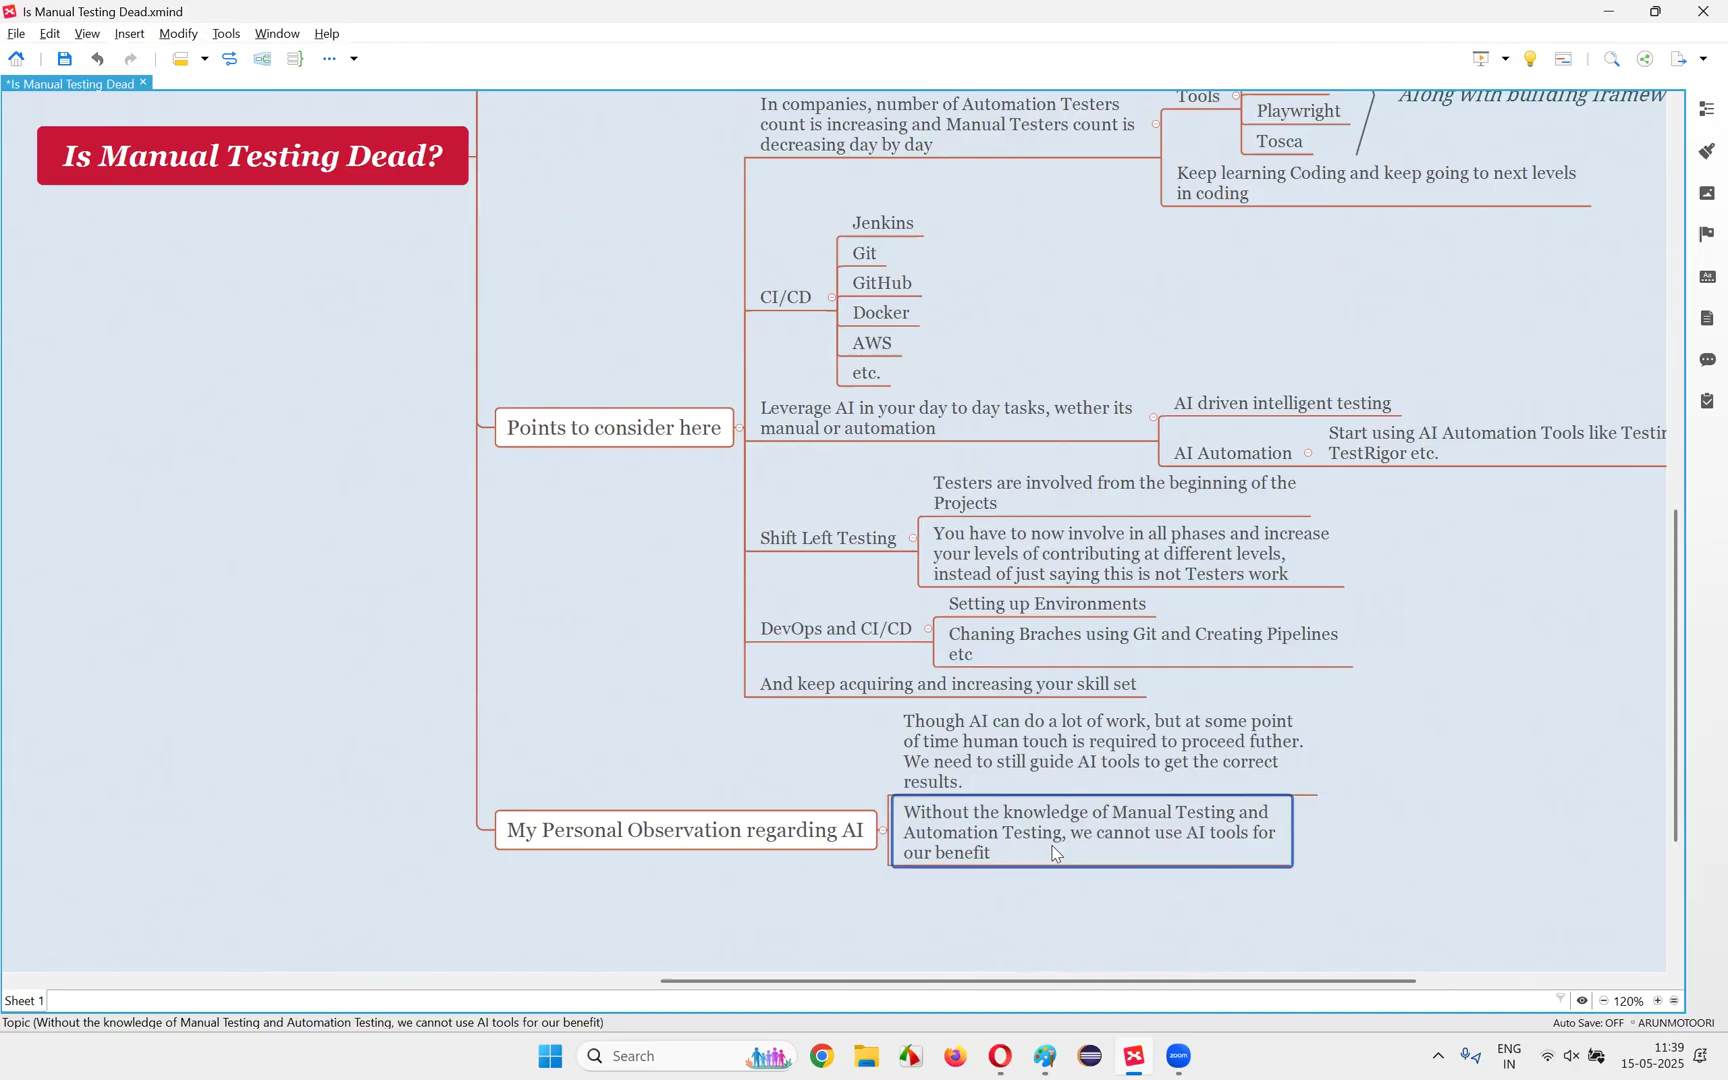 Is Manual Testing Dead.xmind
File Edit View Insert Modify Tools Window Help
*Is Manual Testing Dead
Is Manual Testing Dead?
In companies, number of Automation Testers
count is increasing and Manual Testers count is
decreasing day by day
Tools
Playwright
Tosca
Along with building framew
Keep learning Coding and keep going to next levels
in coding
Points to consider here
CI/CD
Jenkins
Git
GitHub
Docker
AWS
etc.
Leverage AI in your day to day tasks, wether its
manual or automation
AI driven intelligent testing
AI Automation
Start using AI Automation Tools like Testin
TestRigor etc.
Shift Left Testing
Testers are involved from the beginning of the
Projects
You have to now involve in all phases and increase
your levels of contributing at different levels,
instead of just saying this is not Testers work
DevOps and CI/CD
Setting up Environments
Chaning Braches using Git and Creating Pipelines
etc
And keep acquiring and increasing your skill set
My Personal Observation regarding AI
Though AI can do a lot of work, but at some point
of time human touch is required to proceed futher.
We need to still guide AI tools to get the correct
results.
Without the knowledge of Manual Testing and
Automation Testing, we cannot use AI tools for
our benefit
Sheet 1
120%
Topic (Without the knowledge of Manual Testing and Automation Testing, we cannot use AI tools for our benefit)
Auto Save: OFF
ARUNMOTOORI
Search
zoom
ENG
IN
11:39
15-05-2025